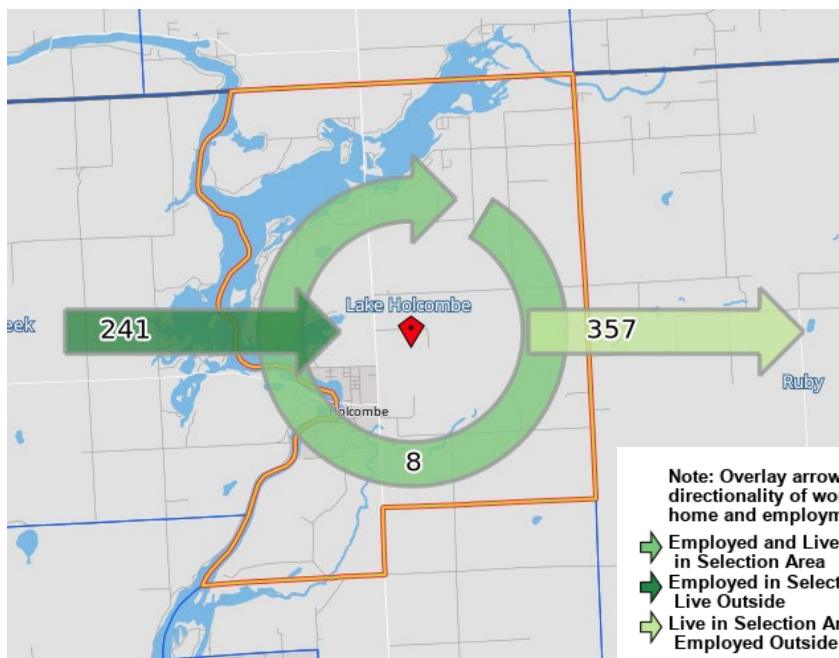 Lake Holcombe
241
357
eek
Ruby
Holcombe
8
Note: Overlay arrow
directionality of wo
home and employm
Employed and Live
in Selection Area
Employed in Select
Live Outside
Live in Selection Ar
Employed Outside